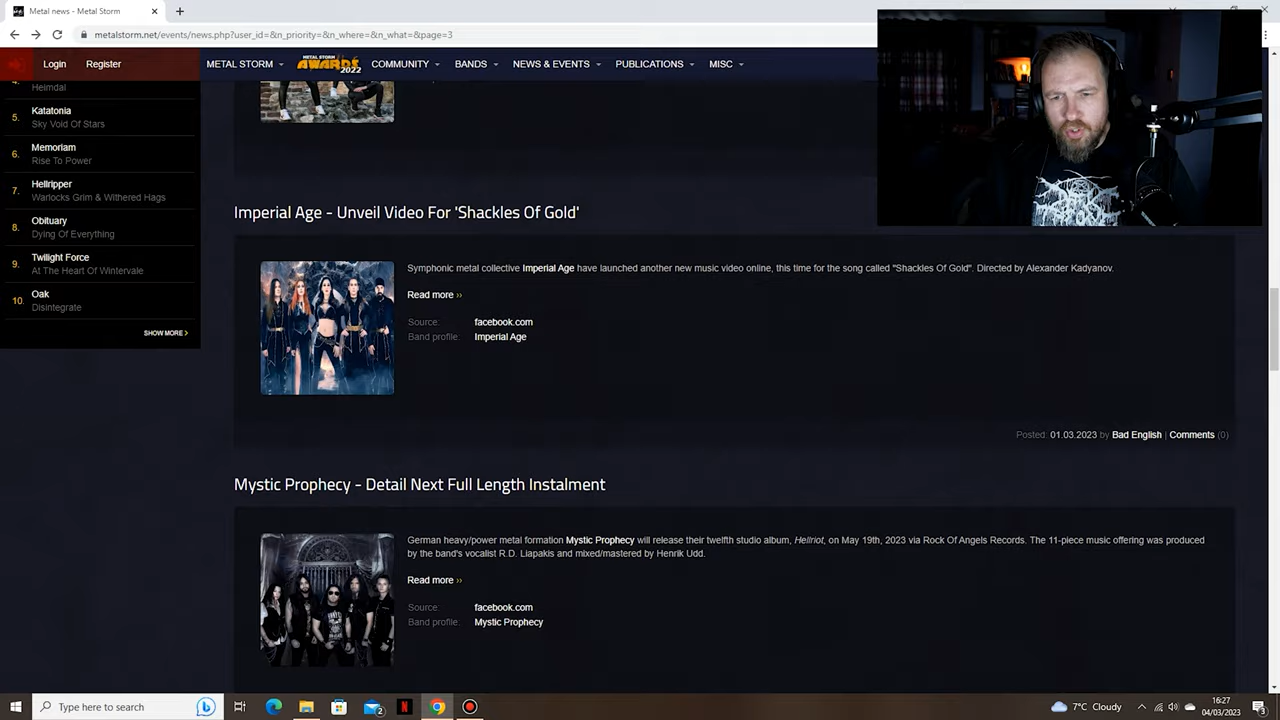 Metal news - Metal Storm
metalstorm.net/events/news.php?user_id=&n_priority=&n_where=&n_what=&page=3
Login Register METAL STORM METAL STORM AWARDS 2022 COMMUNITY BANDS NEWS & EVENTS PUBLICATIONS MISC
4.
Heimdal
5. Katatonia
Sky Void Of Stars
6. Memoriam
Rise To Power
7. Hellripper
Warlocks Grim & Withered Hags
8. Obituary
Dying Of Everything
9. Twilight Force
At The Heart Of Wintervale
10. Oak
Disintegrate
SHOW MORE
Imperial Age - Unveil Video For 'Shackles Of Gold'
Symphonic metal collective Imperial Age have launched another new music video online, this time for the song called "Shackles Of Gold". Directed by Alexander Kadyanov.
Read more ››
Source: facebook.com
Band profile: Imperial Age
Posted: 01.03.2023 by Bad English | Comments (0)
Mystic Prophecy - Detail Next Full Length Instalment
German heavy/power metal formation Mystic Prophecy will release their twelfth studio album, Hellriot, on May 19th, 2023 via Rock Of Angels Records. The 11-piece music offering was produced
by the band's vocalist R.D. Liapakis and mixed/mastered by Henrik Udd.
Read more ››
Source: facebook.com
Band profile: Mystic Prophecy
Type here to search
7°C Cloudy
16:27
04/03/2023